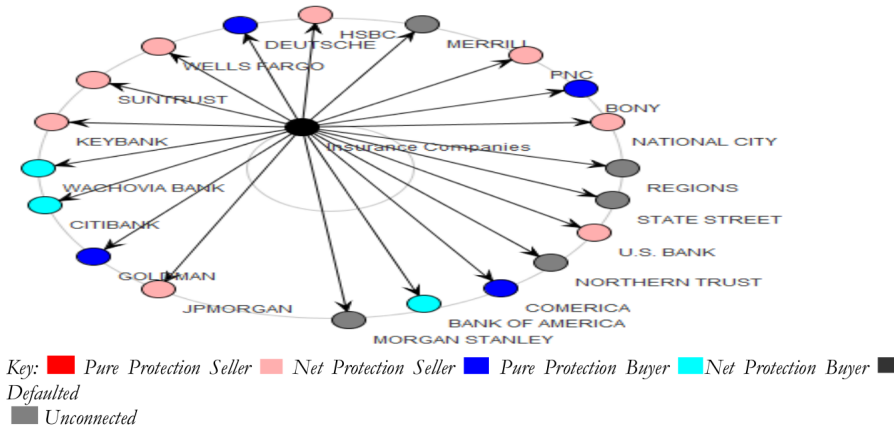 HSBC
DEUTSCHE
MERRILL
WELLS FARGO
PNC
SUNTRUST
BONY
KEYBANK
Insurance Companies
NATIONAL CITY
WACHOVIA BANK
REGIONS
CITIBANK
STATE STREET
U.S. BANK
GOLDMAN
NORTHERN TRUST
JPMORGAN
COMERICA
BANK OF AMERICA
MORGAN STANLEY
Key: Pure Protection Seller Net Protection Seller Pure Protection Buyer Net Protection Buyer
Defaulted
Unconnected